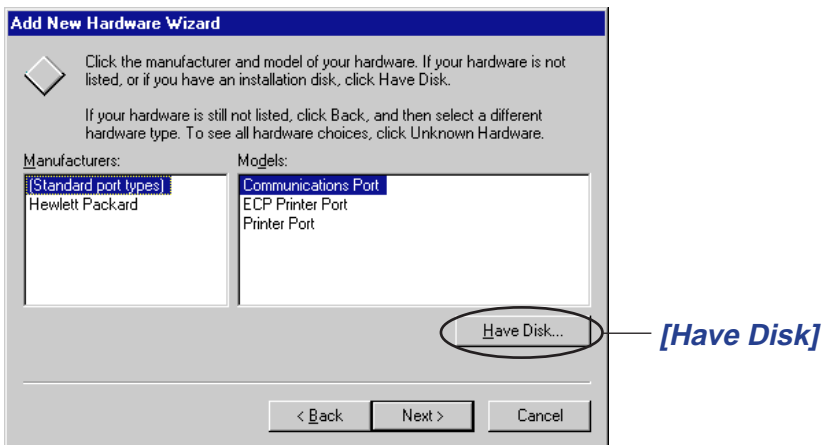 Add New Hardware Wizard
Click the manufacturer and model of your hardware. If your hardware is not
listed, or if you have an installation disk, click Have Disk.
If your hardware is still not listed, click Back, and then select a different
hardware type. To see all hardware choices, click Unknown Hardware.
Manufacturers:
Models:
(Standard port types)
Hewlett Packard
Communications Port
ECP Printer Port
Printer Port
Have Disk...
[Have Disk]
< Back
Next >
Cancel